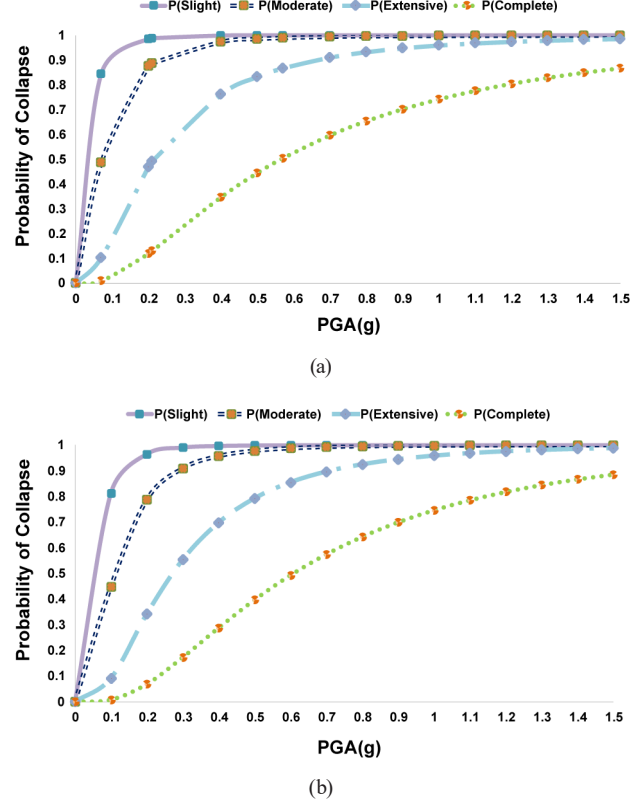 P(Slight) P(Moderate) P(Extensive) P(Complete)
1
0.9
0.8
0.7
0.6
0.5
0.4
0.3
0.2
0.1
0
Probability of Collapse
0 0.1 0.2 0.3 0.4 0.5 0.6 0.7 0.8 0.9 1 1.1 1.2 1.3 1.4 1.5
PGA(g)
(a)
P(Slight) P(Moderate) P(Extensive) P(Complete)
1
0.9
0.8
0.7
0.6
0.5
0.4
0.3
0.2
0.1
0
Probability of Collapse
0 0.1 0.2 0.3 0.4 0.5 0.6 0.7 0.8 0.9 1 1.1 1.2 1.3 1.4 1.5
PGA(g)
(b)